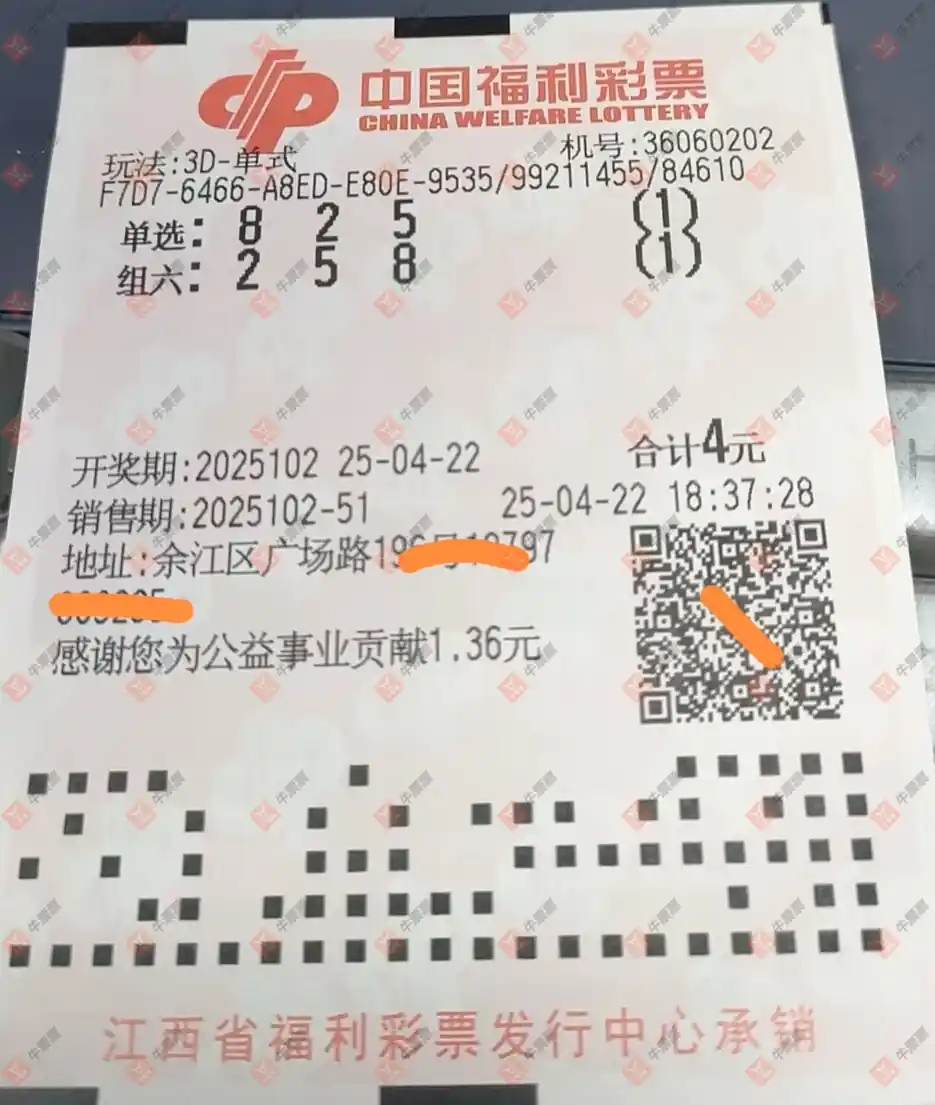 中国福利彩票
CHINA WELFARE LOTTERY
玩法:3D-单式 机号:36060202
F7D7-6466-A8ED-E80E-9535/99211455/84610
单选: 8 2 5 (1)
组六: 2 5 8 (1)
开奖期:2025102 25-04-22 合计4元
销售期:2025102-51 25-04-22 18:37:28
地址:余江区广场路
感谢您为公益事业贡献1.36元
江西省福利彩票发行中心承销
牛票票